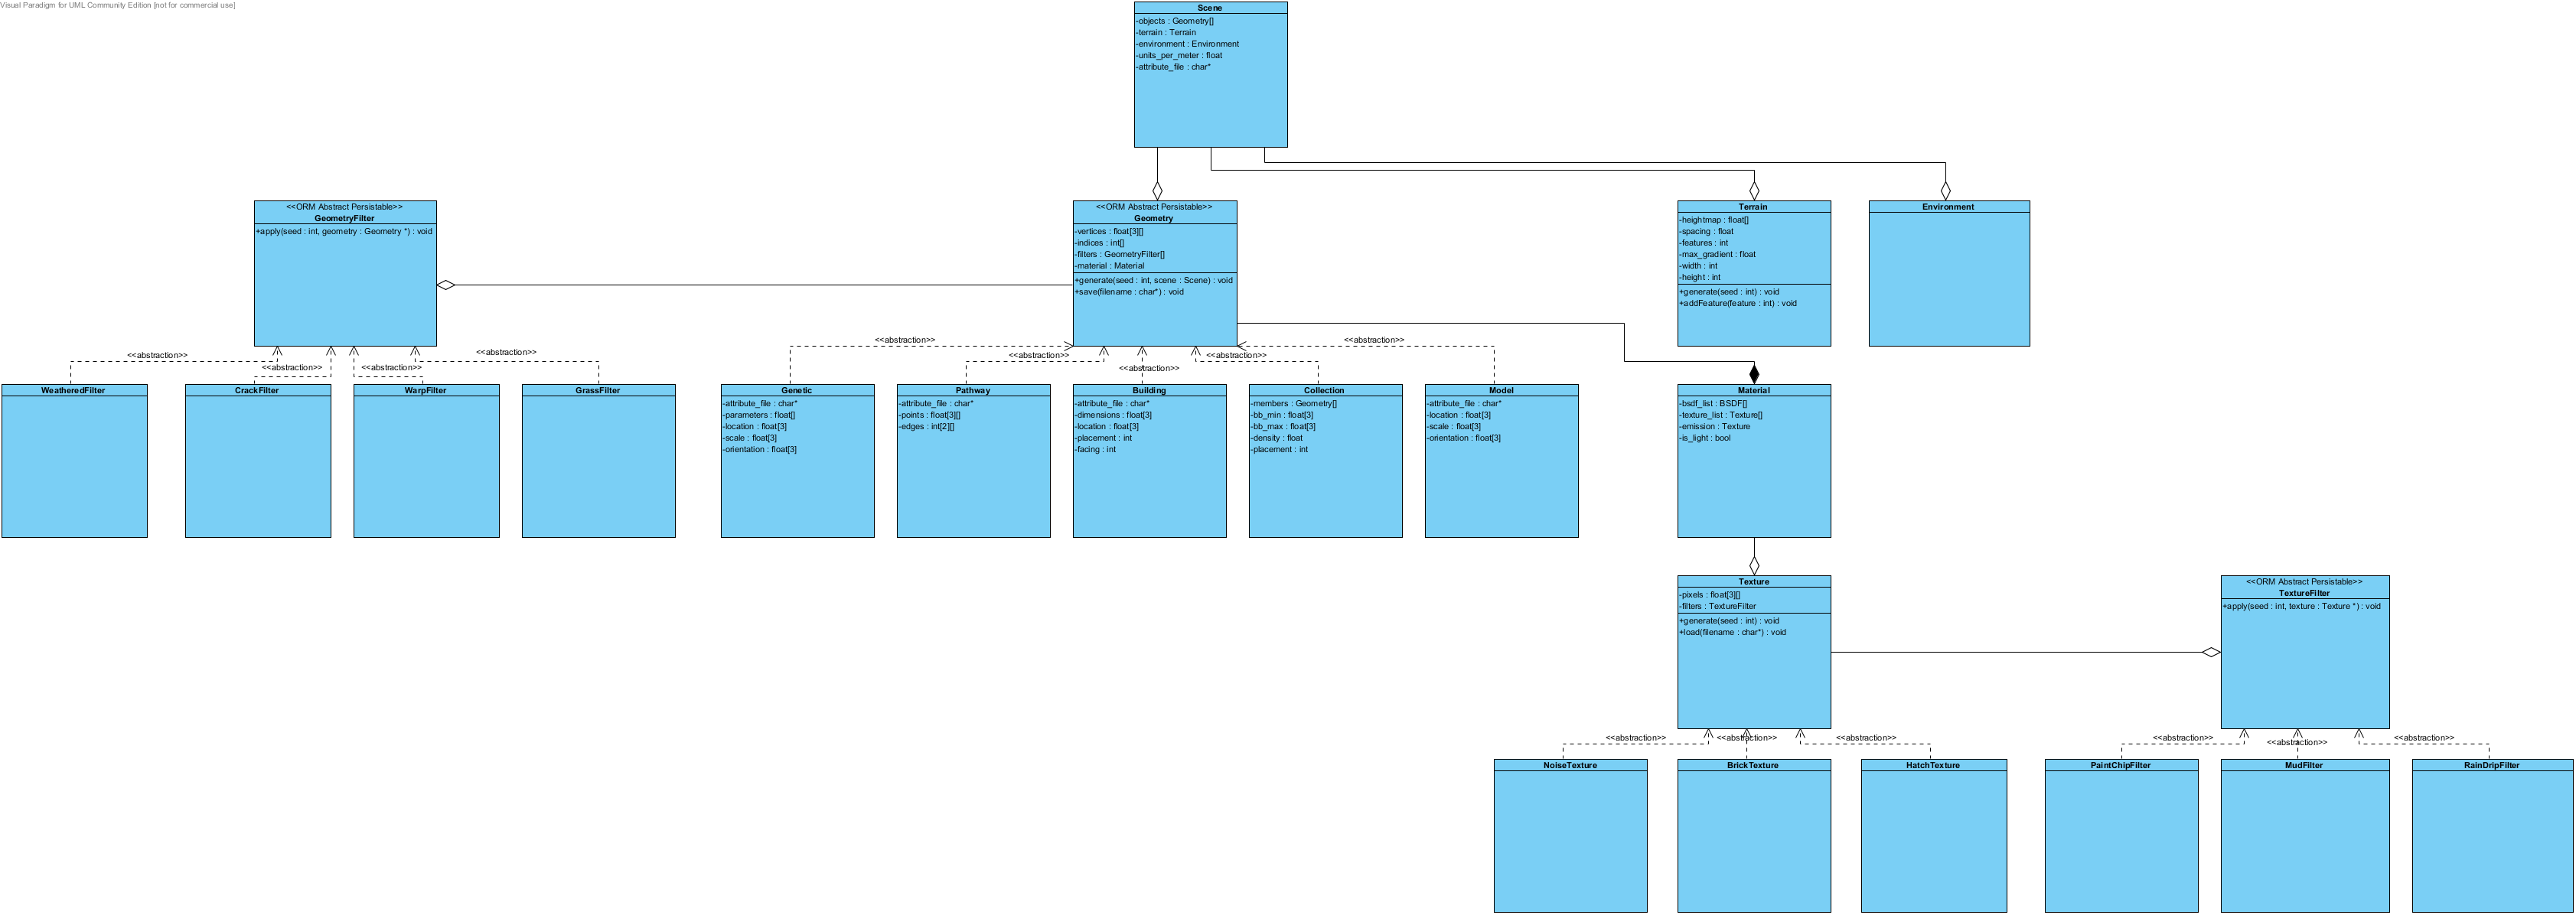 Visual Paradigm for UML Community Edition [not for commercial use]
Scene
-objects : Geometry[]
-terrain : Terrain
-environment : Environment
-units_per_meter : float
-attribute_file : char*
<<ORM Abstract Persistable>>
GeometryFilter
+apply(seed : int, geometry : Geometry *) : void
<<ORM Abstract Persistable>>
Geometry
-vertices : float[3][]
-indices : int[]
-filters : GeometryFilter[]
-material : Material
+generate(seed : int, scene : Scene) : void
+save(filename : char*) : void
Terrain
-heightmap : float[]
-spacing : float
-features : int
-max_gradient : float
-width : int
-height : int
+generate(seed : int) : void
+addFeature(feature : int) : void
Environment
<<abstraction>>
<<abstraction>>
<<abstraction>>
<<abstraction>>
<<abstraction>>
<<abstraction>>
<<abstraction>>
<<abstraction>>
<<abstraction>>
WeatheredFilter
CrackFilter
WarpFilter
GrassFilter
Genetic
-attribute_file : char*
-parameters : float[]
-location : float[3]
-scale : float[3]
-orientation : float[3]
Pathway
-attribute_file : char*
-points : float[3][]
-edges : int[2][]
Building
-attribute_file : char*
-dimensions : float[3]
-location : float[3]
-placement : int
-facing : int
Collection
-members : Geometry[]
-bb_min : float[3]
-bb_max : float[3]
-density : float
-placement : int
Model
-attribute_file : char*
-location : float[3]
-scale : float[3]
-orientation : float[3]
Material
-bsdf_list : BSDF[]
-texture_list : Texture[]
-emission : Texture
-is_light : bool
Texture
-pixels : float[3][]
-filters : TextureFilter
+generate(seed : int) : void
+load(filename : char*) : void
<<ORM Abstract Persistable>>
TextureFilter
+apply(seed : int, texture : Texture *) : void
<<abstraction>>
<<abstraction>>
<<abstraction>>
<<abstraction>>
<<abstraction>>
<<abstraction>>
NoiseTexture
BrickTexture
HatchTexture
PaintChipFilter
MudFilter
RainDripFilter